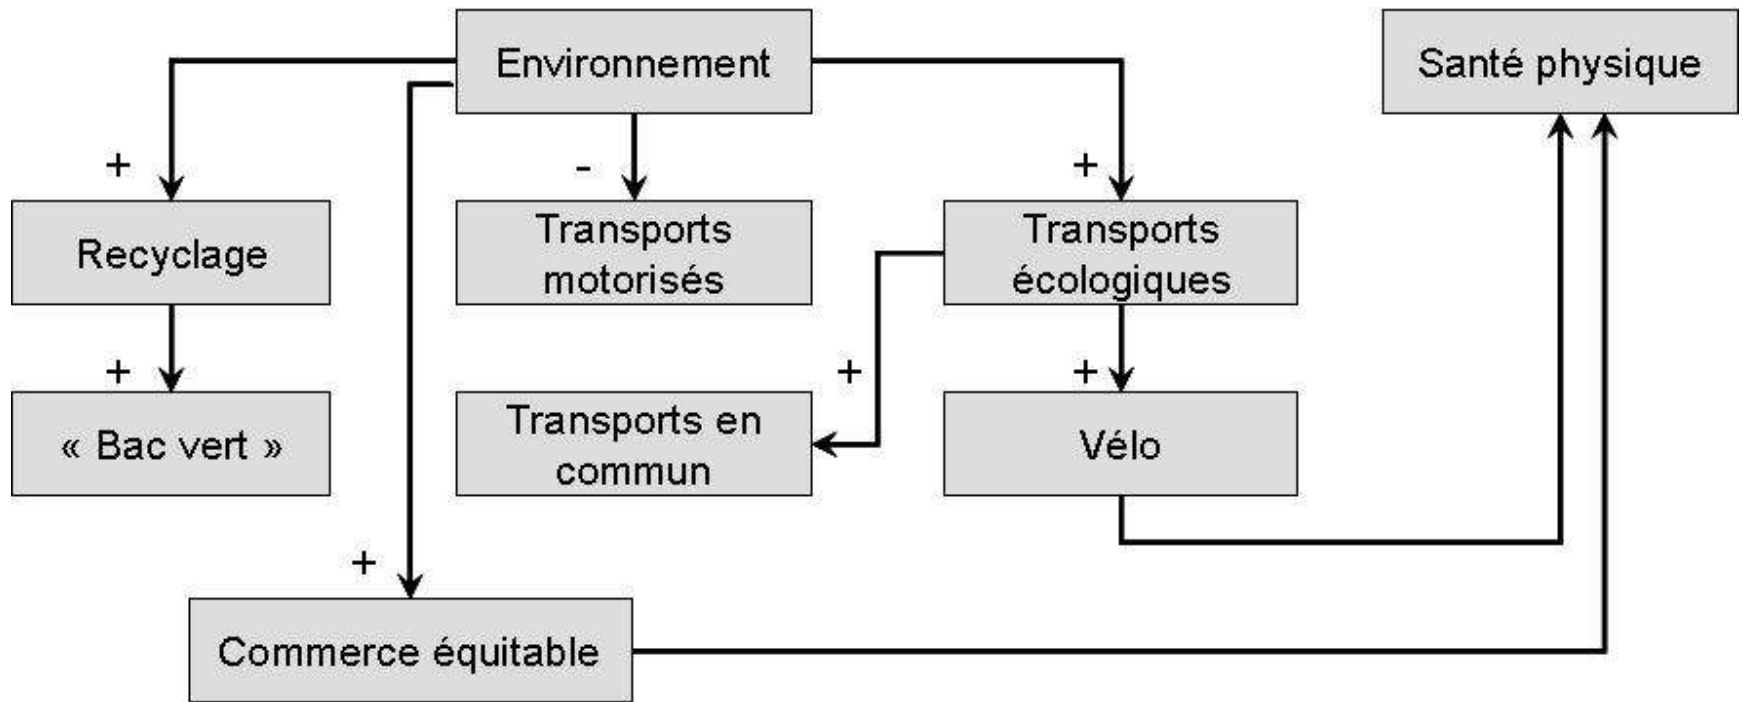 Environnement
Santé physique
+
-
+
Recyclage
Transports
motorisés
Transports
écologiques
+
+
+
« Bac vert »
Transports en
commun
Vélo
+
Commerce équitable